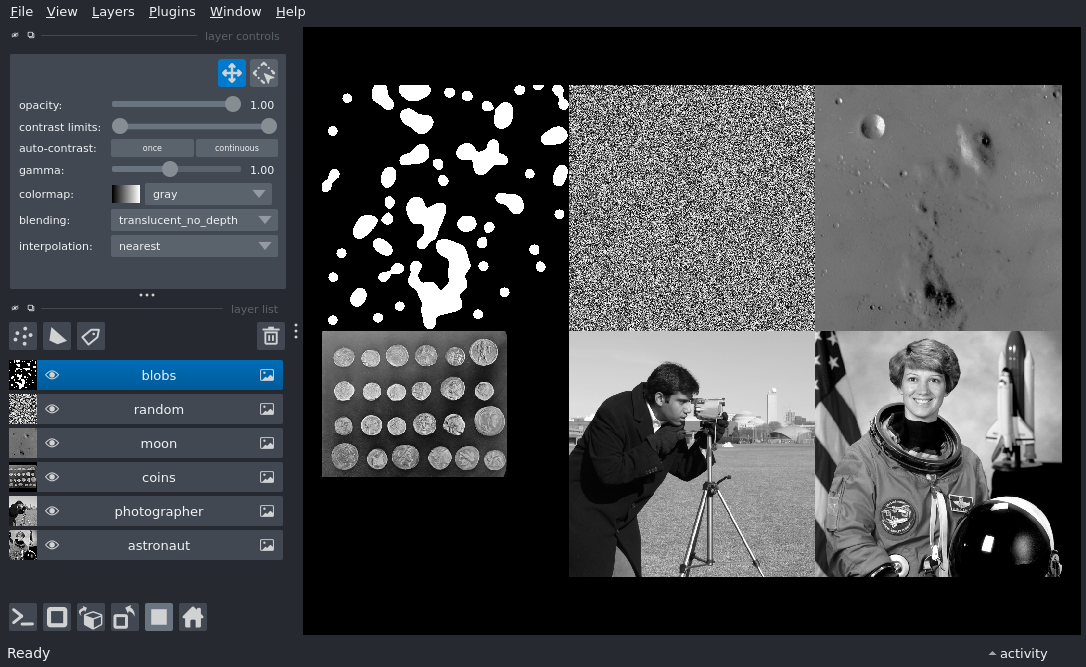 File View Layers Plugins Window Help
layer controls
opacity: 1.00
contrast limits:
auto-contrast: once continuous
gamma: 1.00
colormap: gray
blending: translucent_no_depth
interpolation: nearest
layer list
blobs
random
moon
coins
photographer
astronaut
Ready
activity